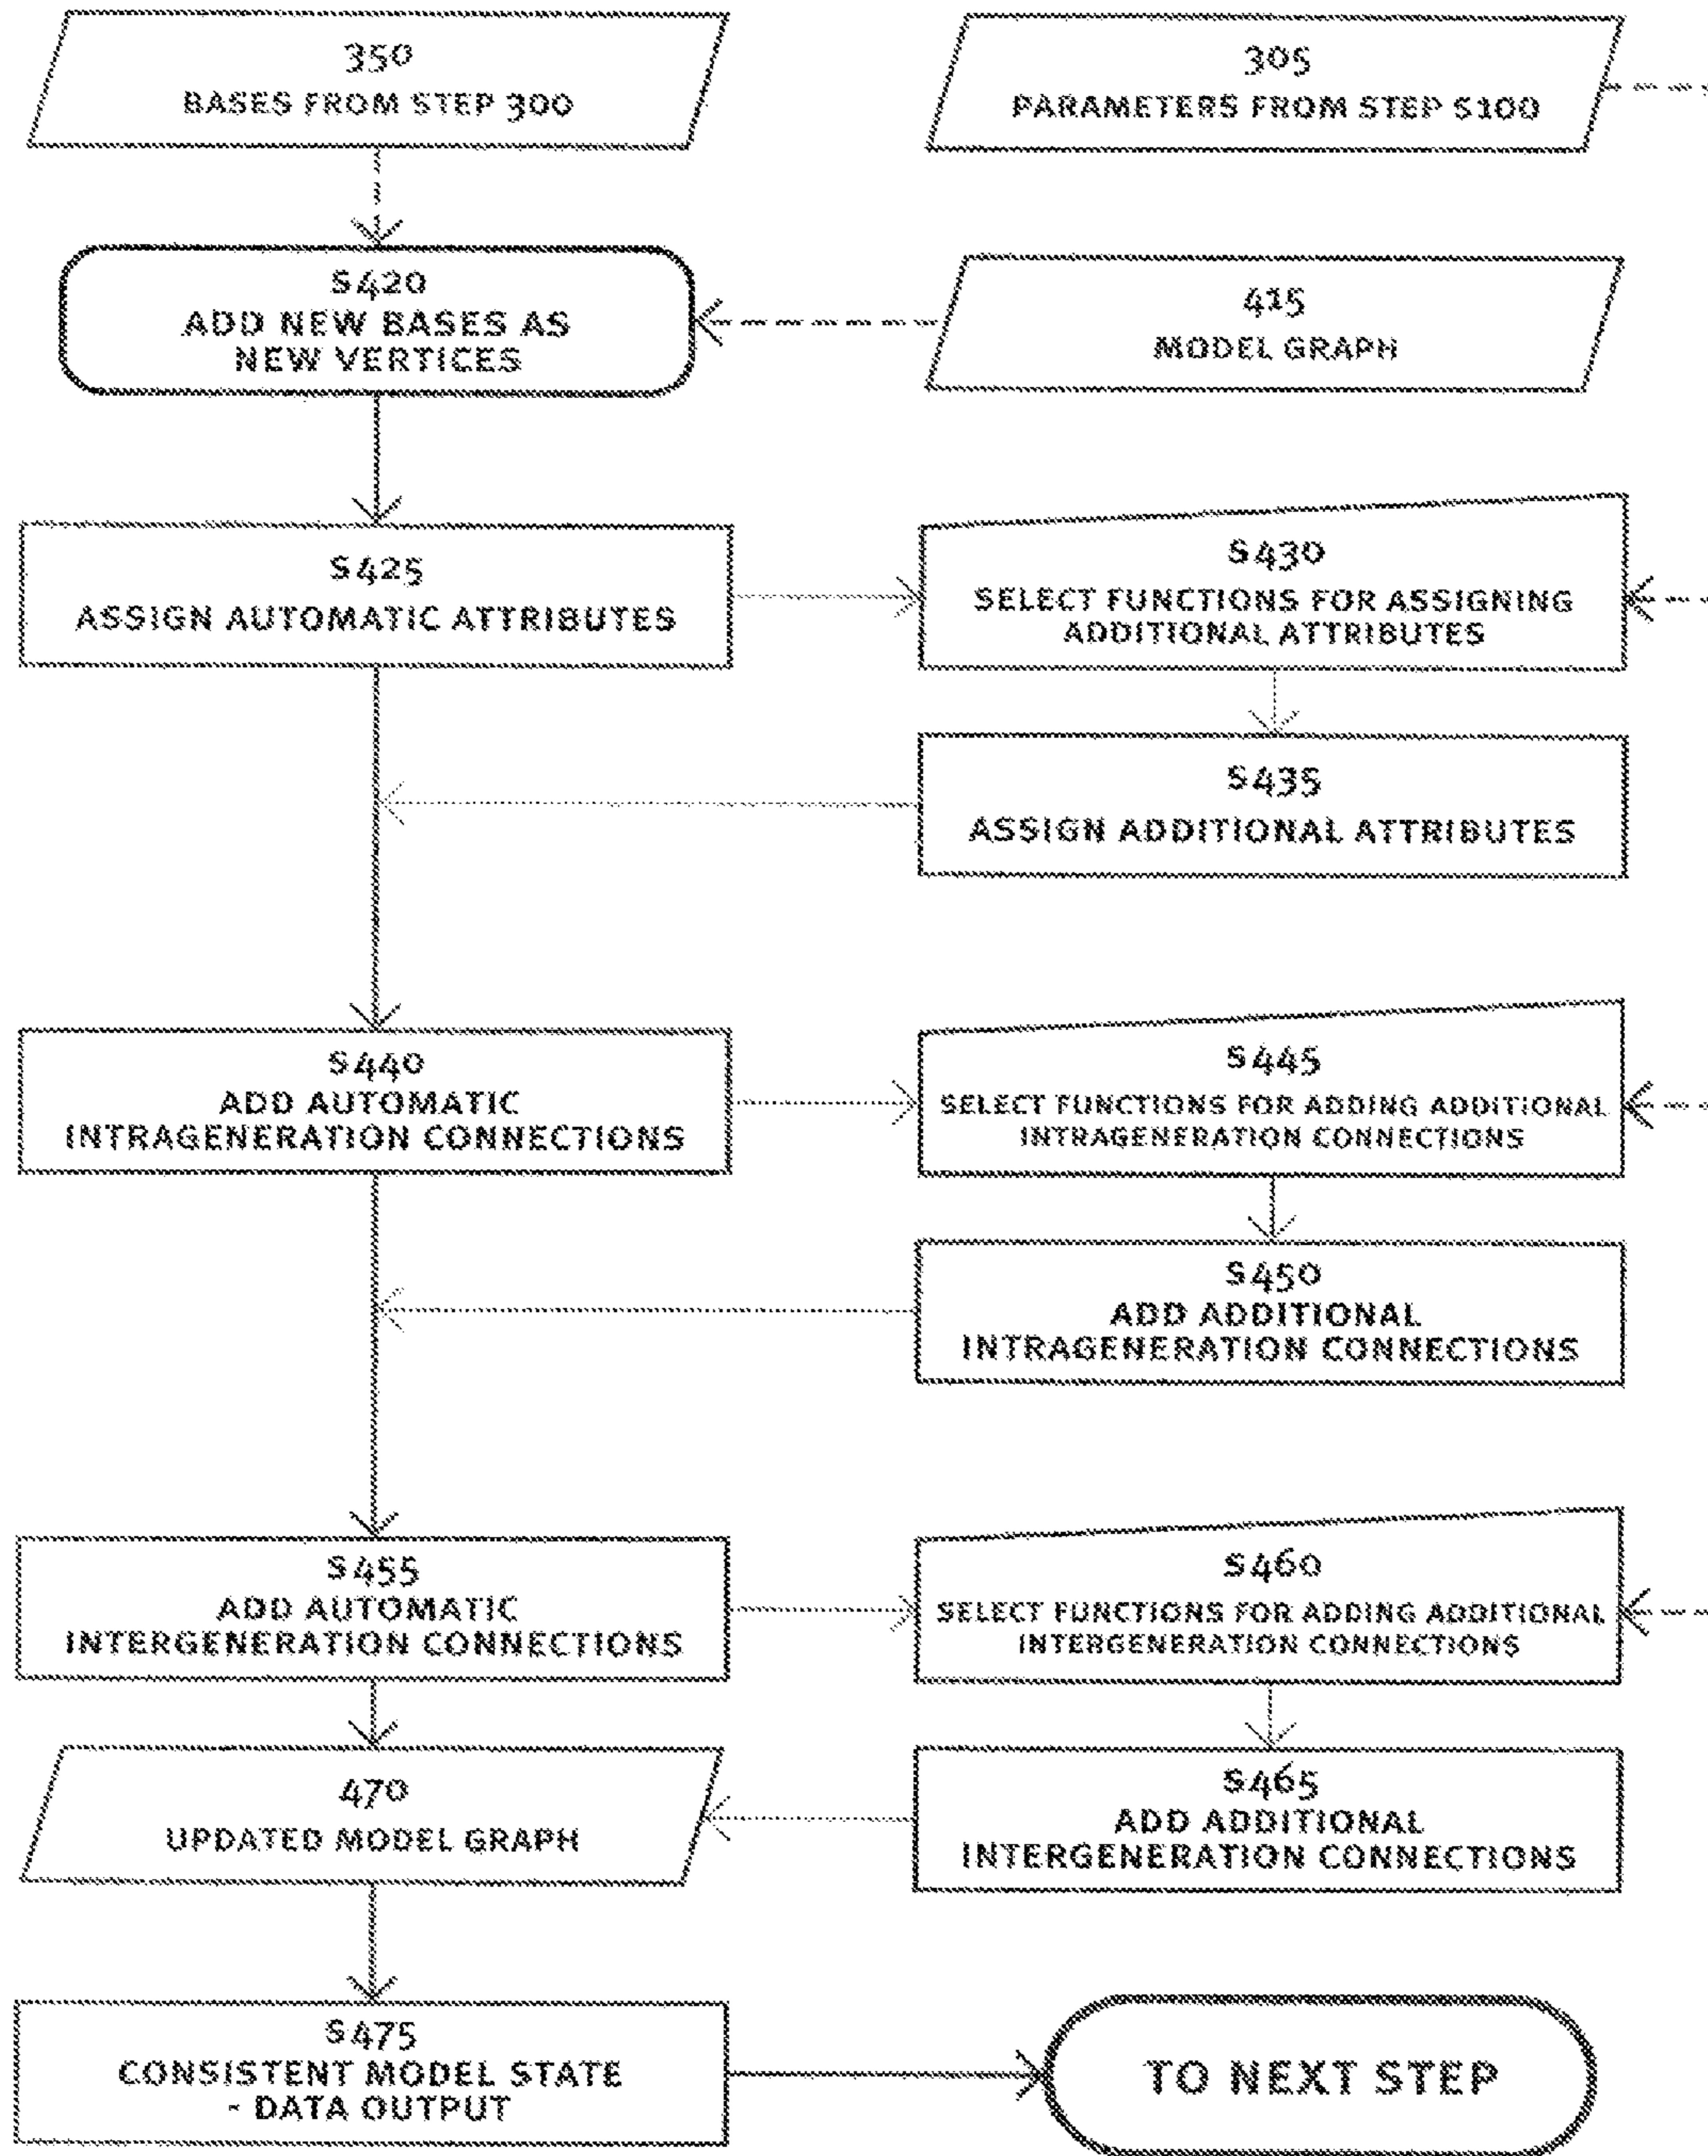 350
BASES FROM STEP 300
305
PARAMETERS FROM STEP S100
S420
ADD NEW BASES AS
NEW VERTICES
415
MODEL GRAPH
S425
ASSIGN AUTOMATIC ATTRIBUTES
S430
SELECT FUNCTIONS FOR ASSIGNING
ADDITIONAL ATTRIBUTES
S435
ASSIGN ADDITIONAL ATTRIBUTES
S440
ADD AUTOMATIC
INTRAGENERATION CONNECTIONS
S445
SELECT FUNCTIONS FOR ADDING ADDITIONAL
INTRAGENERATION CONNECTIONS
S450
ADD ADDITIONAL
INTRAGENERATION CONNECTIONS
S455
ADD AUTOMATIC
INTERGENERATION CONNECTIONS
S460
SELECT FUNCTIONS FOR ADDING ADDITIONAL
INTERGENERATION CONNECTIONS
470
UPDATED MODEL GRAPH
S465
ADD ADDITIONAL
INTERGENERATION CONNECTIONS
S475
CONSISTENT MODEL STATE
- DATA OUTPUT
TO NEXT STEP